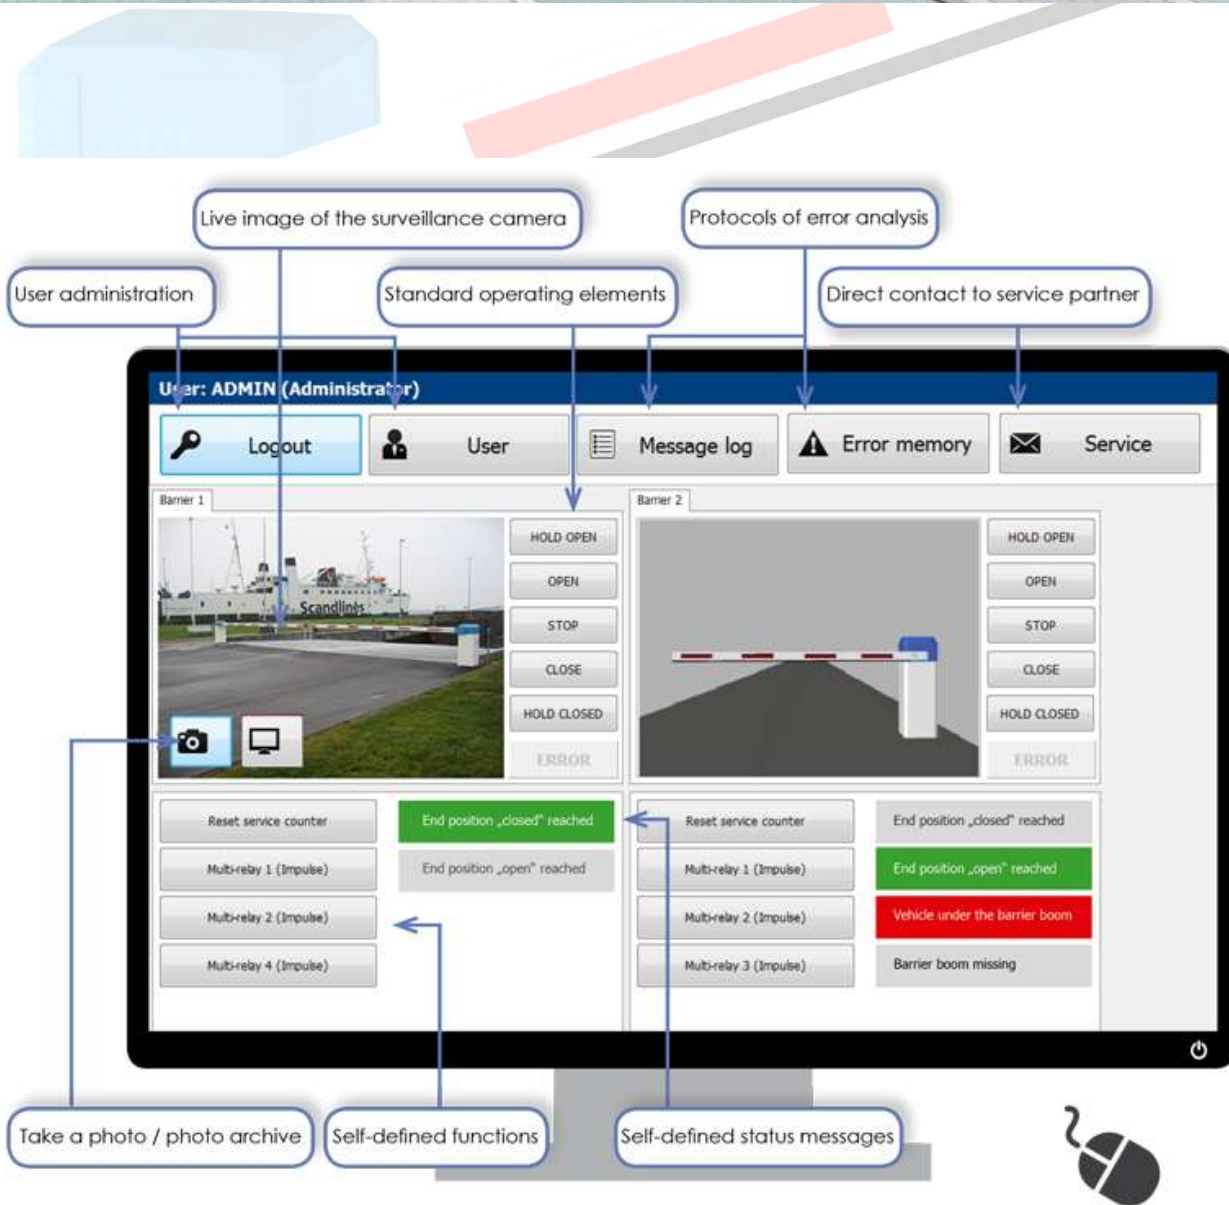 Live image of the surveillance camera
Protocols of error analysis
User administration
Standard operating elements
Direct contact to service partner
User: ADMIN (Administrator)
Logout
User
Message log
Error memory
Service
Barrier 1
Scandlines
HOLD OPEN
OPEN
STOP
CLOSE
HOLD CLOSED
ERROR
Barrier 2
HOLD OPEN
OPEN
STOP
CLOSE
HOLD CLOSED
ERROR
Reset service counter
Multi-relay 1 (Impulse)
Multi-relay 2 (Impulse)
Multi-relay 4 (Impulse)
End position „closed" reached
End position „open" reached
Reset service counter
Multi-relay 1 (Impulse)
Multi-relay 2 (Impulse)
Multi-relay 3 (Impulse)
End position „closed" reached
End position „open" reached
Vehicle under the barrier boom
Barrier boom missing
Take a photo / photo archive
Self-defined functions
Self-defined status messages